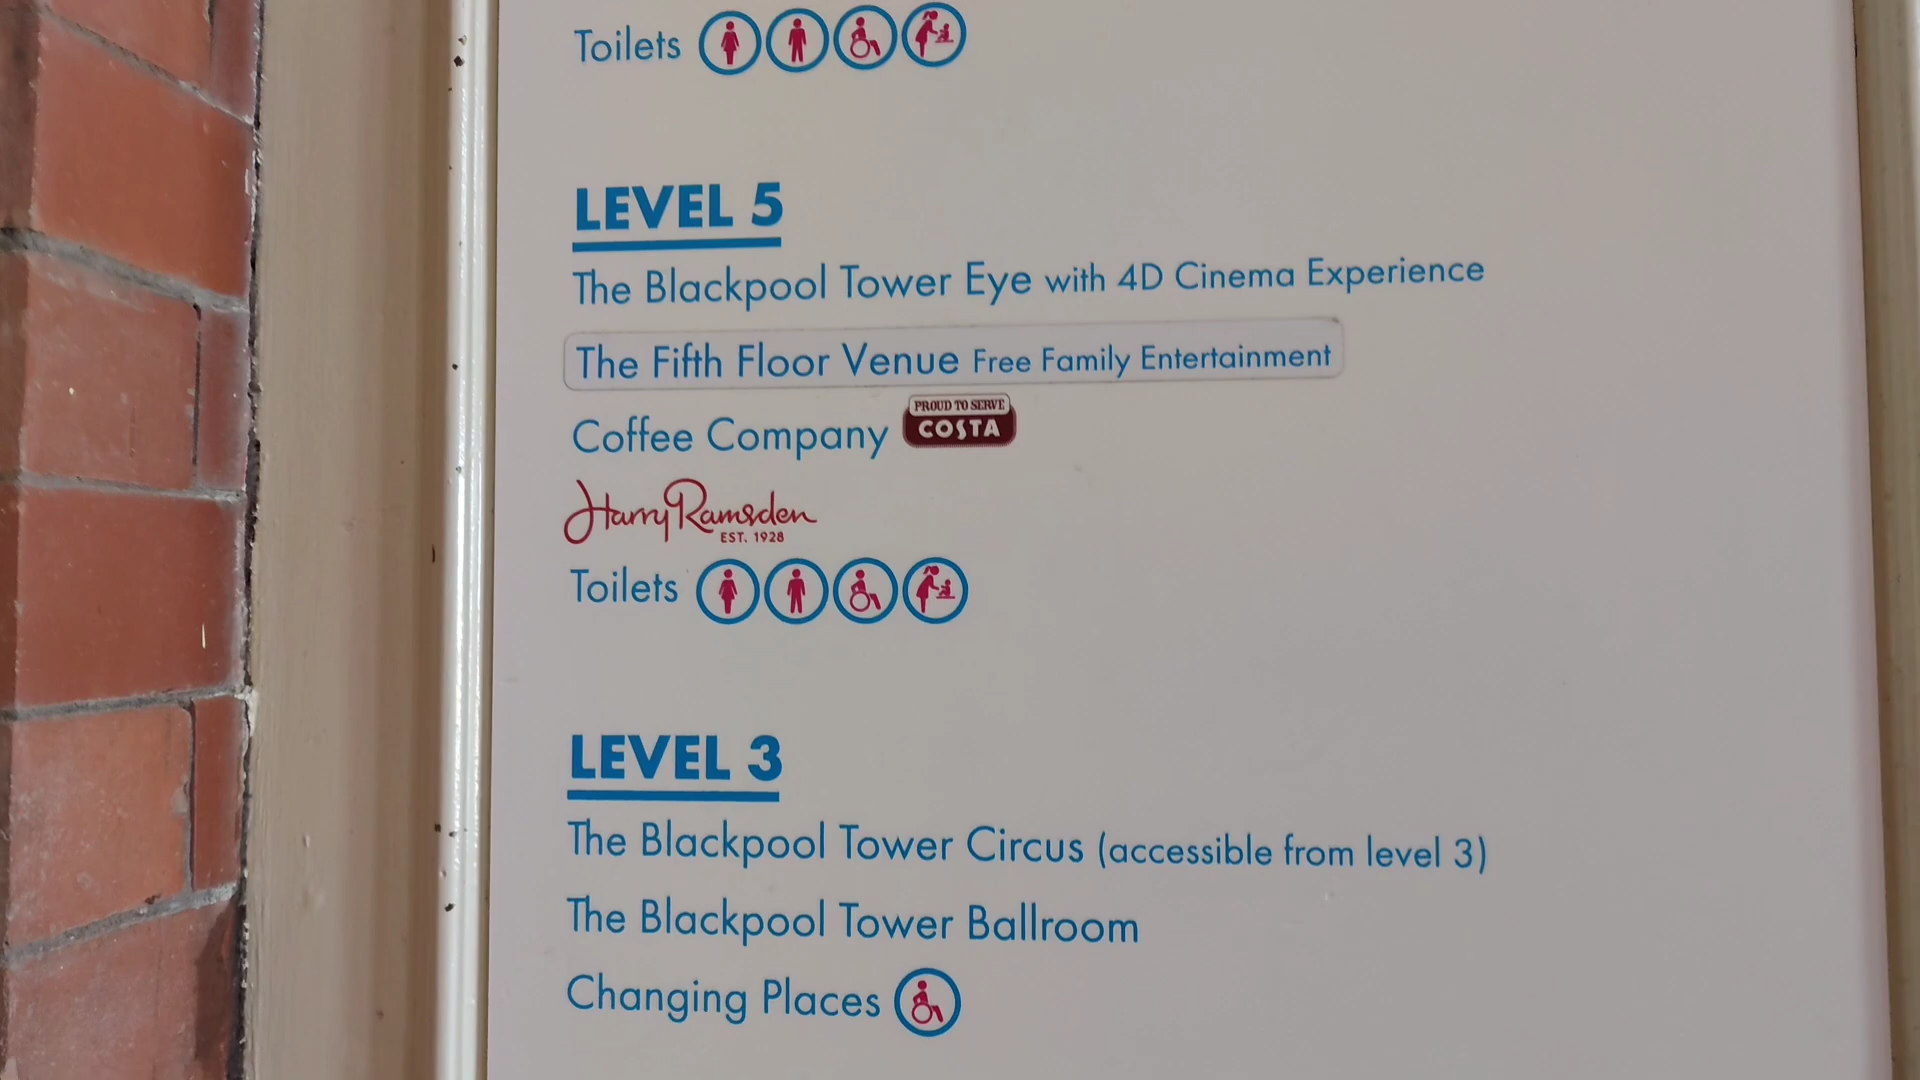 Toilets
LEVEL 5
The Blackpool Tower Eye with 4D Cinema Experience
The Fifth Floor Venue Free Family Entertainment
Coffee Company PROUD TO SERVE COSTA
Harry Ramsden
EST. 1928
Toilets
LEVEL 3
The Blackpool Tower Circus (accessible from level 3)
The Blackpool Tower Ballroom
Changing Places